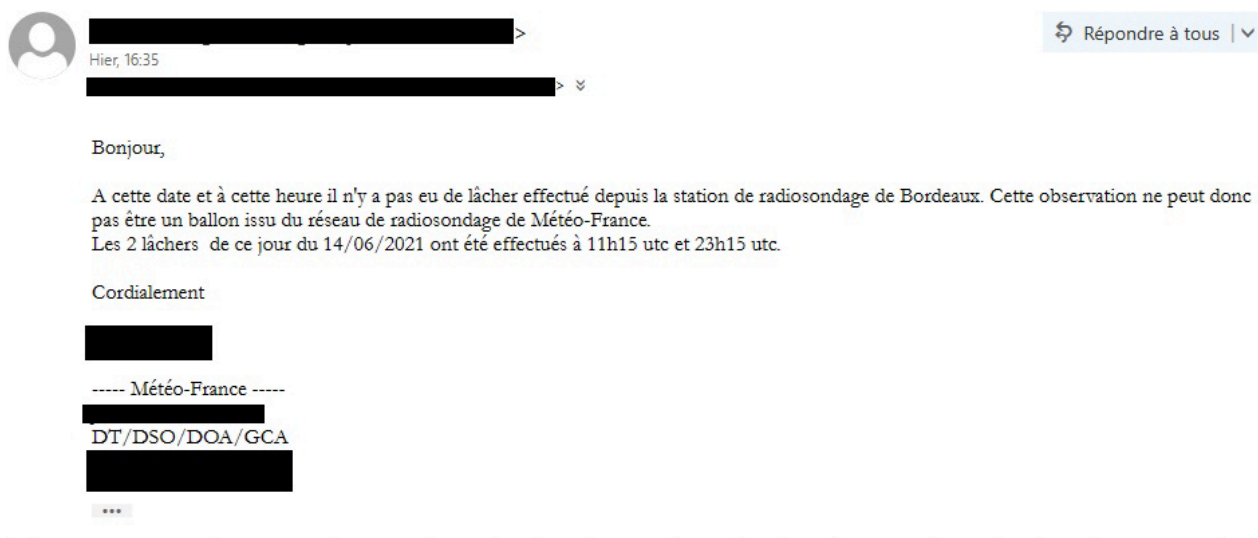 >
Répondre à tous
Hier, 16:35
>
Bonjour,
A cette date et à cette heure il n'y a pas eu de lâcher effectué depuis la station de radiosondage de Bordeaux. Cette observation ne peut donc
pas être un ballon issu du réseau de radiosondage de Météo-France.
Les 2 lâchers de ce jour du 14/06/2021 ont été effectués à 11h15 utc et 23h15 utc.
Cordialement
----- Météo-France -----
DT/DSO/DOA/GCA
...